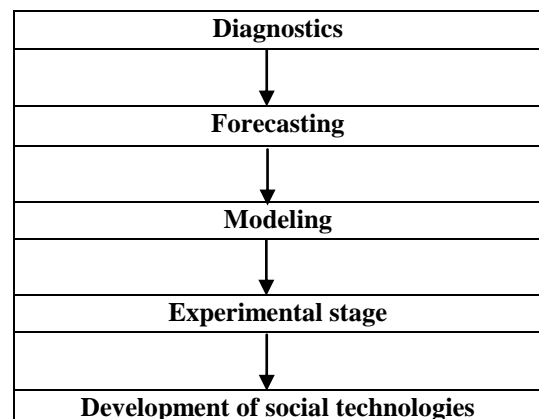 Diagnostics
Forecasting
Modeling
Experimental stage
Development of social technologies